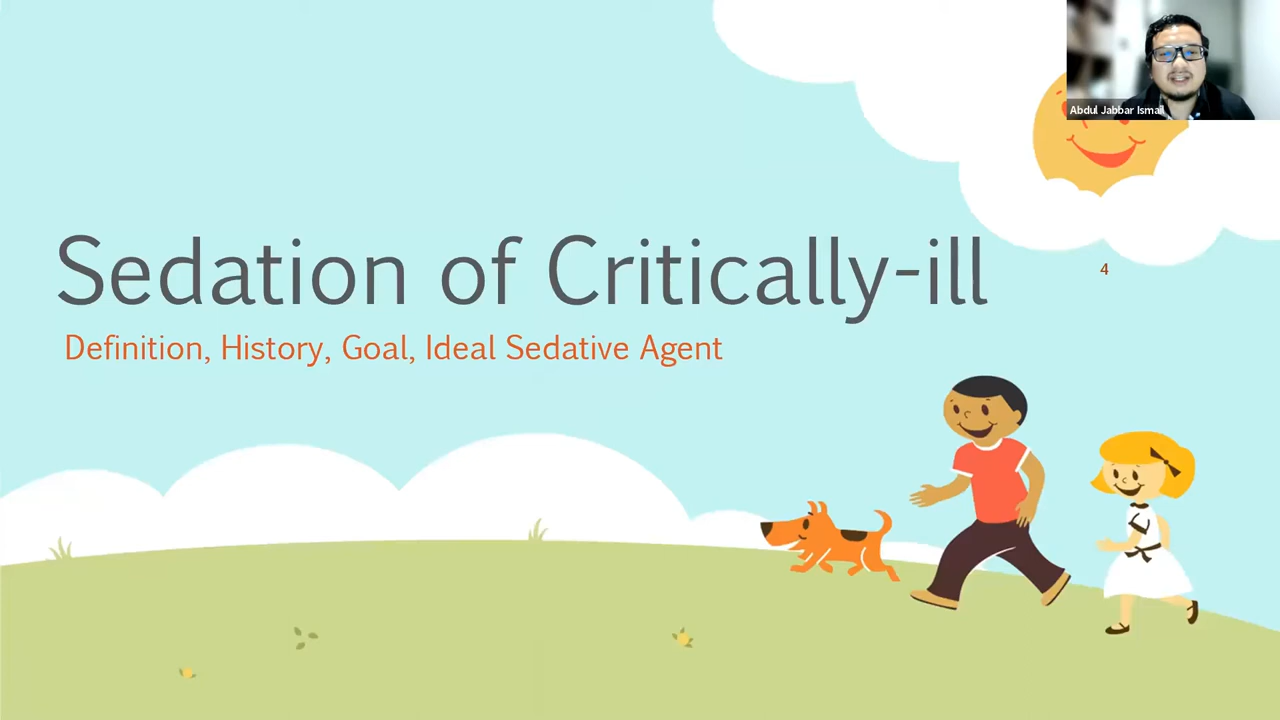 Abdul Jabbar Ismail
Sedation of Critically-ill
4
Definition, History, Goal, Ideal Sedative Agent